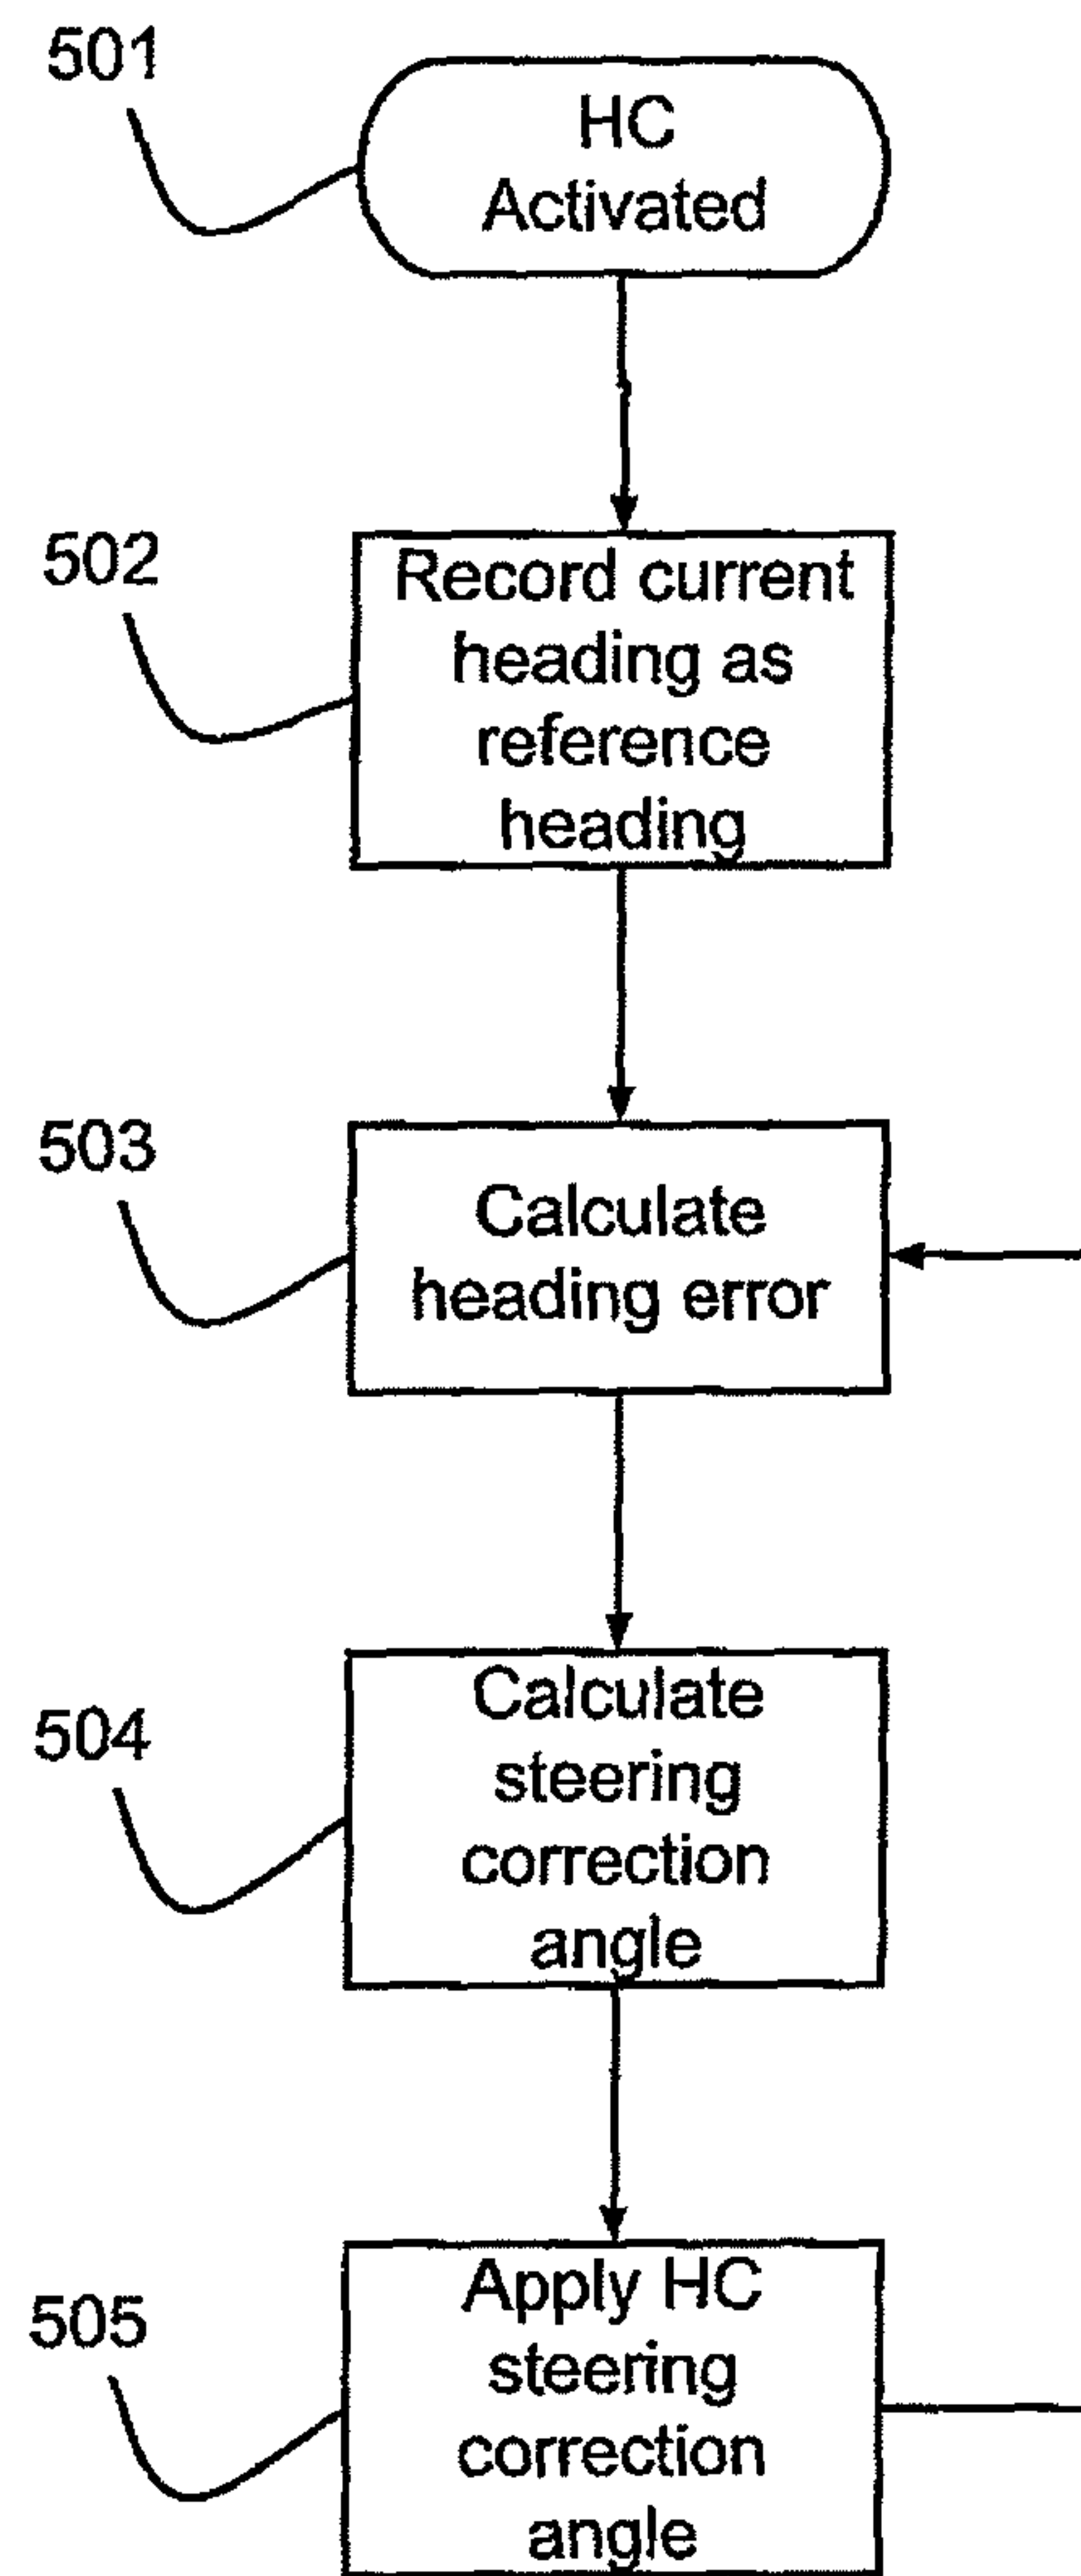 501
HC
Activated
502
Record current
heading as
reference
heading
503
Calculate
heading error
504
Calculate
steering
correction
angle
505
Apply HC
steering
correction
angle